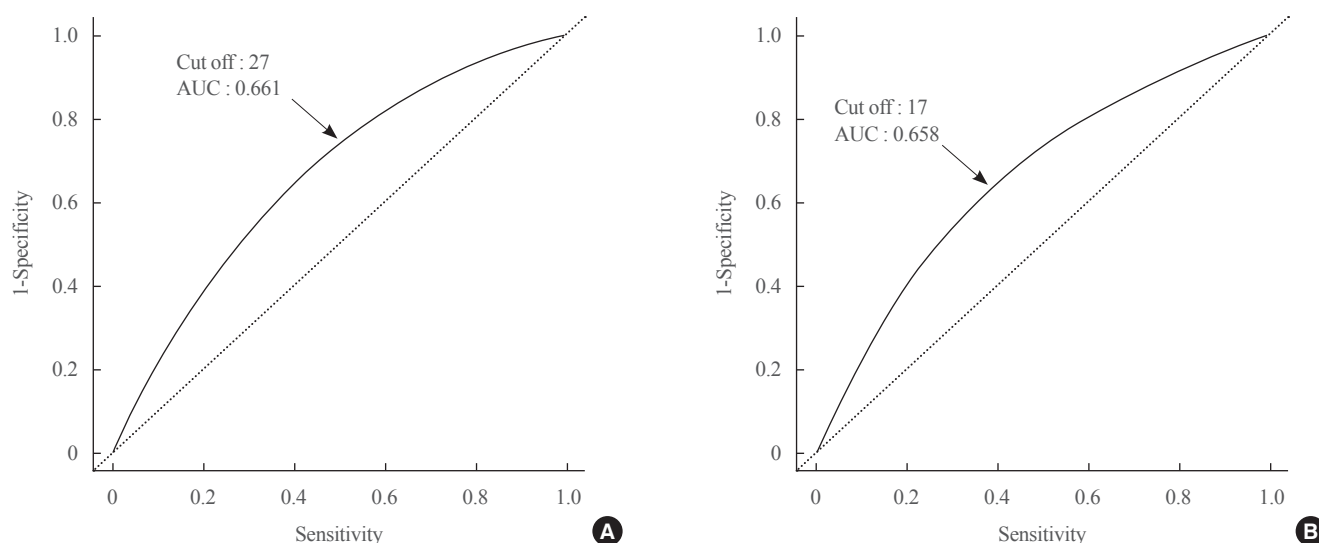 1.0
0.8
0.6
0.4
0.2
0
1-Specificity
Cut off : 27
AUC : 0.661
0 0.2 0.4 0.6 0.8 1.0
Sensitivity
A
1.0
0.8
0.6
0.4
0.2
0
1-Specificity
Cut off : 17
AUC : 0.658
0 0.2 0.4 0.6 0.8 1.0
Sensitivity
B